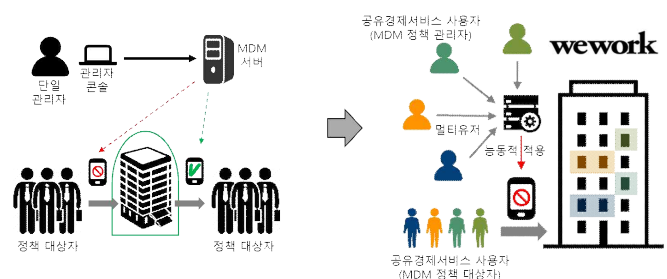 MDM
서버
단일
관리자
관리자
콘솔
정책 대상자
정책 대상자
공유경제서비스 사용자
(MDM 정책 관리자)
wework
멀티유저
능동적 적용
공유경제서비스 사용자
(MDM 정책 대상자)